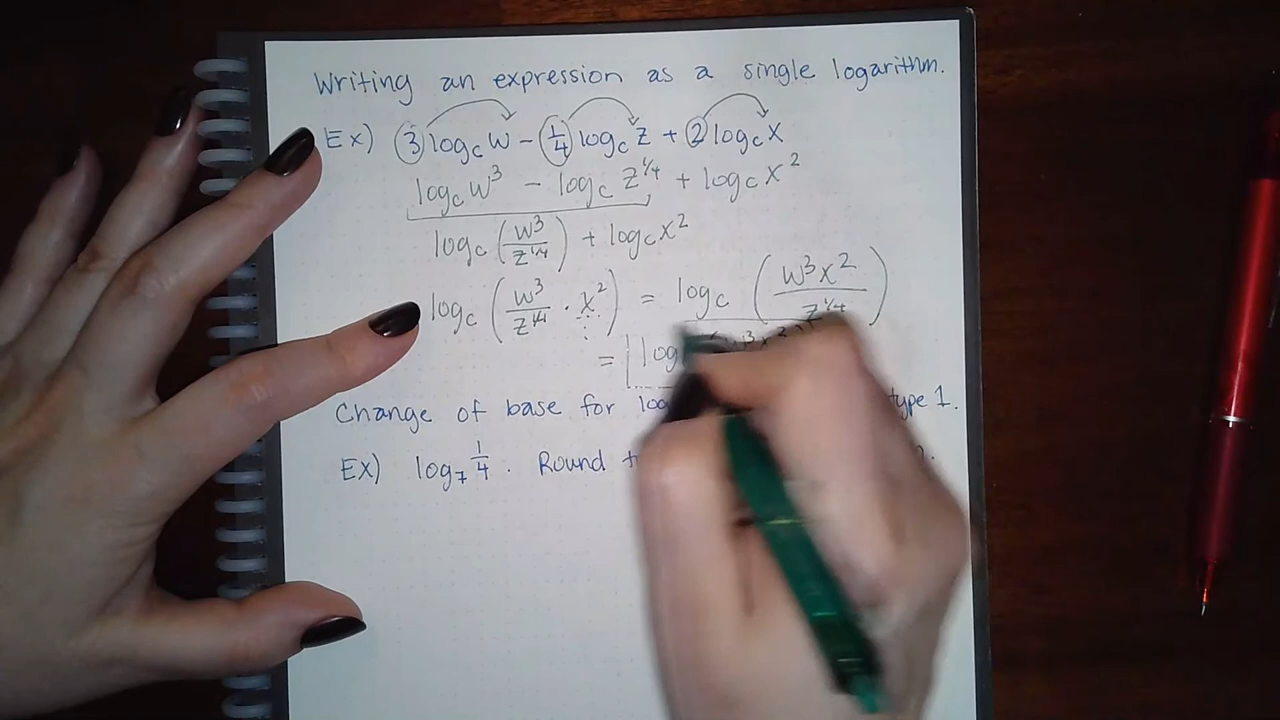 Writing an expression as a single logarithm.
Ex) 3 log_c w − 1/4 log_c z + 2 log_c x
log_c w^3 − log_c z^1/4 + log_c x^2
log_c (w^3/z^1/4) + log_c x^2
log_c (w^3/z^1/4 · x^2) = log_c (w^3 x^2/z^1/4)
= log
Change of base for type 1.
Ex) log_7 1/4 . Round